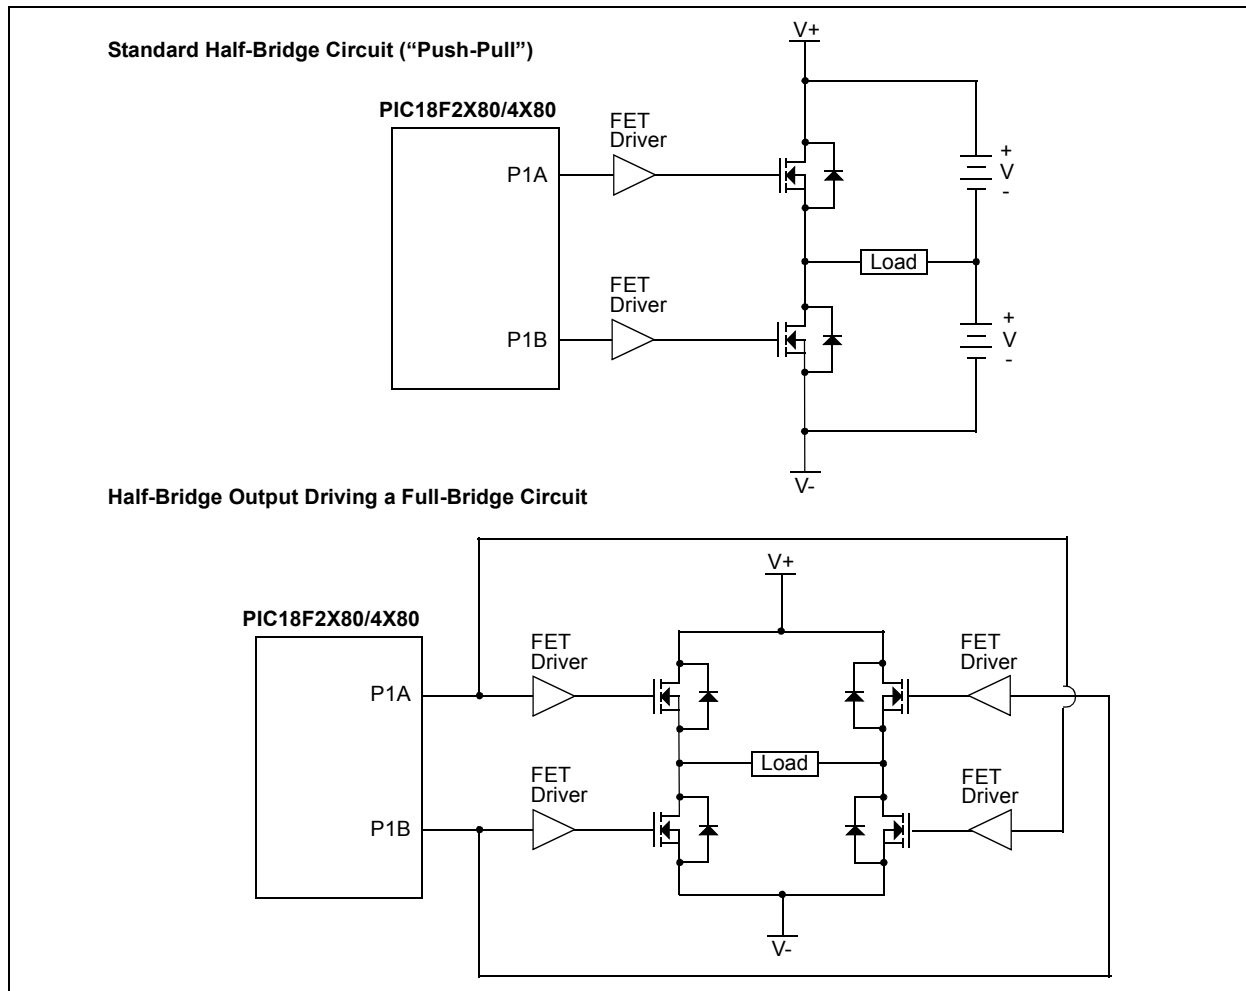 Standard Half-Bridge Circuit (“Push-Pull”)
V+
PIC18F2X80/4X80
FET
Driver
P1A
+
V
-
Load
FET
Driver
P1B
+
V
-
V-
Half-Bridge Output Driving a Full-Bridge Circuit
V+
PIC18F2X80/4X80
FET
Driver
FET
Driver
P1A
Load
FET
Driver
FET
Driver
P1B
V-